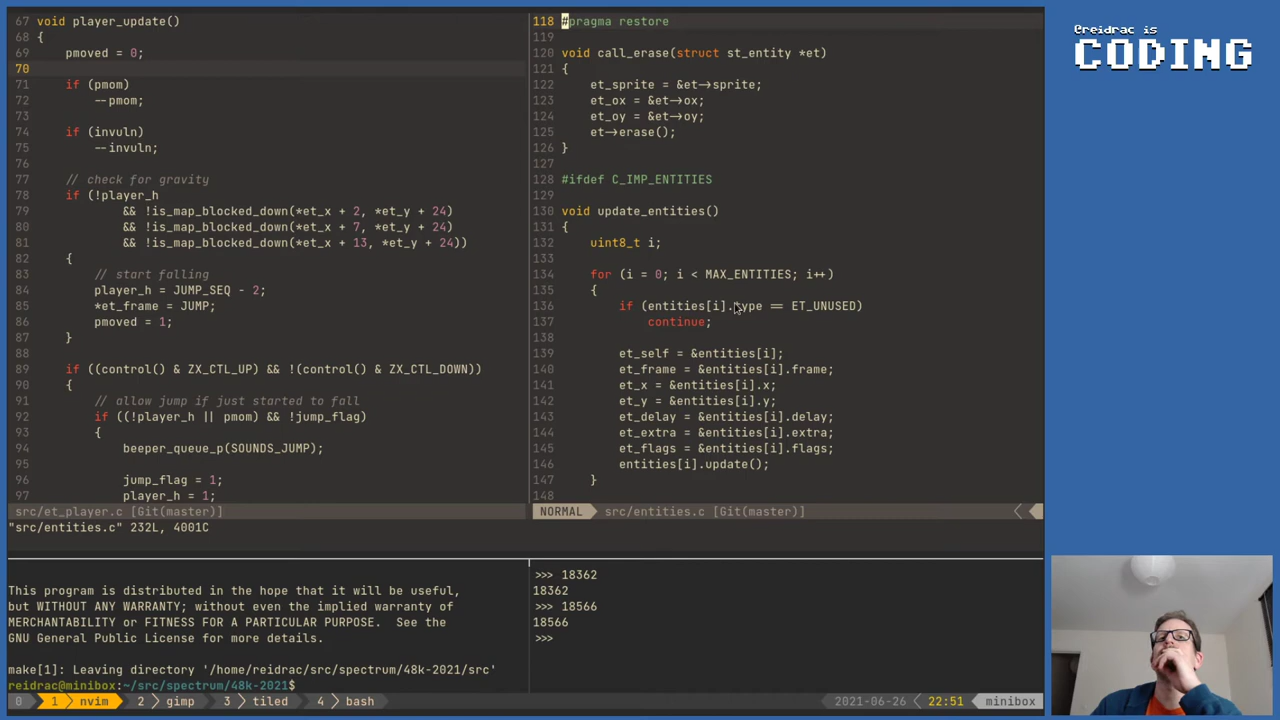 67 void player_update()
68 {
69     pmoved = 0;
70
71     if (pmom)
72         --pmom;
73
74     if (invuln)
75         --invuln;
76
77     // check for gravity
78     if (!player_h
79             && !is_map_blocked_down(*et_x + 2, *et_y + 24)
80             && !is_map_blocked_down(*et_x + 7, *et_y + 24)
81             && !is_map_blocked_down(*et_x + 13, *et_y + 24))
82     {
83         // start falling
84         player_h = JUMP_SEQ - 2;
85         *et_frame = JUMP;
86         pmoved = 1;
87     }
88
89     if ((control() & ZX_CTL_UP) && !(control() & ZX_CTL_DOWN))
90     {
91         // allow jump if just started to fall
92         if ((!player_h || pmom) && !jump_flag)
93         {
94             beeper_queue_p(SOUNDS_JUMP);
95
96             jump_flag = 1;
97             player_h = 1;
src/et_player.c [Git(master)]
118 #pragma restore
119
120 void call_erase(struct st_entity *et)
121 {
122     et_sprite = &et->sprite;
123     et_ox = &et->ox;
124     et_oy = &et->oy;
125     et->erase();
126 }
127
128 #ifdef C_IMP_ENTITIES
129
130 void update_entities()
131 {
132     uint8_t i;
133
134     for (i = 0; i < MAX_ENTITIES; i++)
135     {
136         if (entities[i].type == ET_UNUSED)
137             continue;
138
139         et_self = &entities[i];
140         et_frame = &entities[i].frame;
141         et_x = &entities[i].x;
142         et_y = &entities[i].y;
143         et_delay = &entities[i].delay;
144         et_extra = &entities[i].extra;
145         et_flags = &entities[i].flags;
146         entities[i].update();
147     }
148
NORMAL src/entities.c [Git(master)]
"src/entities.c" 232L, 4001C
This program is distributed in the hope that it will be useful,
but WITHOUT ANY WARRANTY; without even the implied warranty of
MERCHANTABILITY or FITNESS FOR A PARTICULAR PURPOSE.  See the
GNU General Public License for more details.

make[1]: Leaving directory '/home/reidrac/src/spectrum/48k-2021/src'
reidrac@minibox:~/src/spectrum/48k-2021$
>>> 18362
18362
>>> 18566
18566
>>>
0 1 nvim 2 gimp 3 tiled 4 bash 2021-06-26 22:51 minibox
@reidrac is
CODING